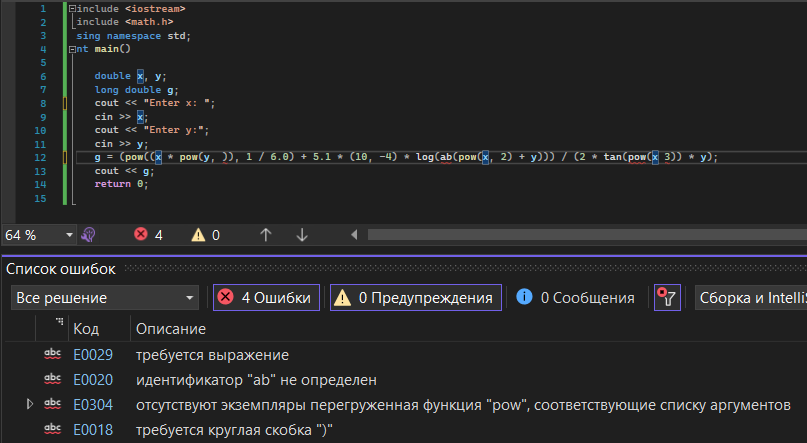 1 include <iostream>
2 include <math.h>
3 sing namespace std;
4 nt main()
5
6 double x, y;
7 long double g;
8 cout << "Enter x: ";
9 cin >> x;
10 cout << "Enter y:";
11 cin >> y;
12 g = (pow((x * pow(y, )), 1 / 6.0) + 5.1 * (10, -4) * log(ab(pow(x, 2) + y))) / (2 * tan(pow(x 3)) * y);
13 cout << g;
14 return 0;
15
64 % 4 0
Список ошибок
Все решение 4 Ошибки 0 Предупреждения 0 Сообщения Сборка и IntelliS
Код Описание
abc E0029 требуется выражение
abc E0020 идентификатор "ab" не определен
abc E0304 отсутствуют экземпляры перегруженная функция "pow", соответствующие списку аргументов
abc E0018 требуется круглая скобка ")"